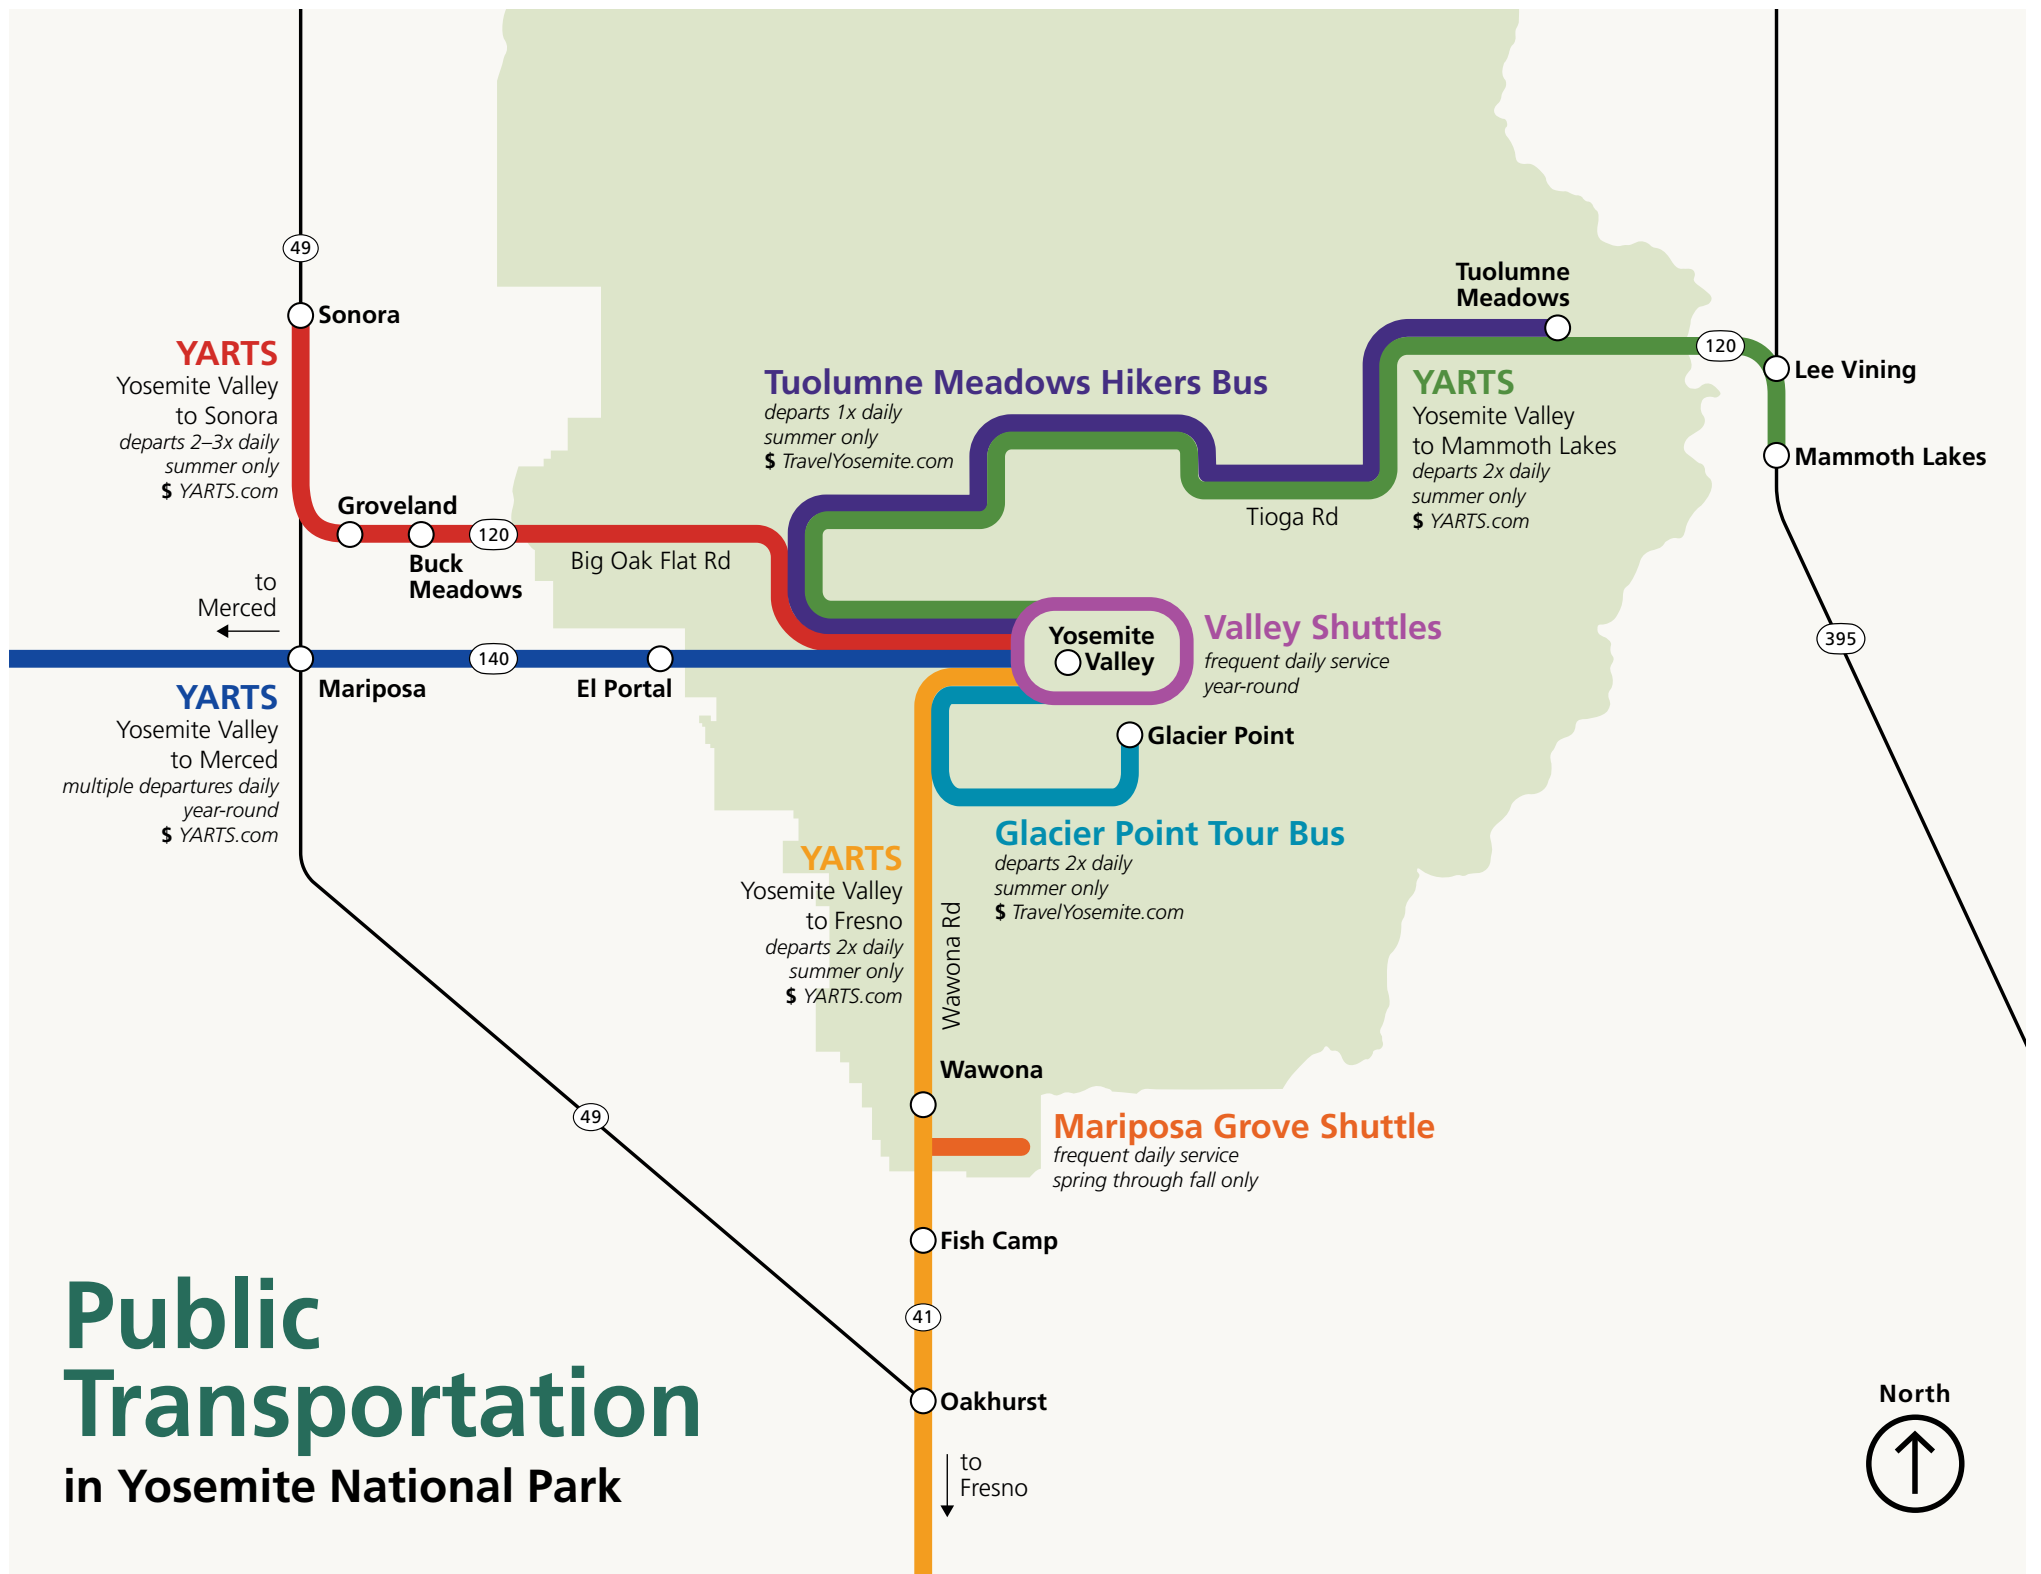 49
Sonora
YARTS
Yosemite Valley
to Sonora
departs 2–3x daily
summer only
$ YARTS.com
Groveland
Buck
Meadows
120
Big Oak Flat Rd
Tuolumne Meadows Hikers Bus
departs 1x daily
summer only
$ TravelYosemite.com
Tuolumne
Meadows
120
Lee Vining
Mammoth Lakes
YARTS
Yosemite Valley
to Mammoth Lakes
departs 2x daily
summer only
$ YARTS.com
Tioga Rd
395
to
Merced
Mariposa
140
El Portal
YARTS
Yosemite Valley
to Merced
multiple departures daily
year-round
$ YARTS.com
Yosemite
Valley
Valley Shuttles
frequent daily service
year-round
Glacier Point
Glacier Point Tour Bus
departs 2x daily
summer only
$ TravelYosemite.com
YARTS
Yosemite Valley
to Fresno
departs 2x daily
summer only
$ YARTS.com
Wawona Rd
Wawona
Mariposa Grove Shuttle
frequent daily service
spring through fall only
49
Fish Camp
41
Oakhurst
to
Fresno
Public
Transportation
in Yosemite National Park
North